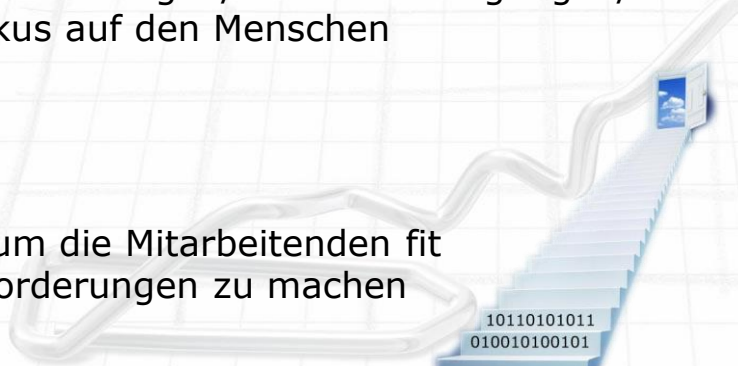 kus auf den Menschen
um die Mitarbeitenden fit
orderungen zu machen
10110101011
010010100101